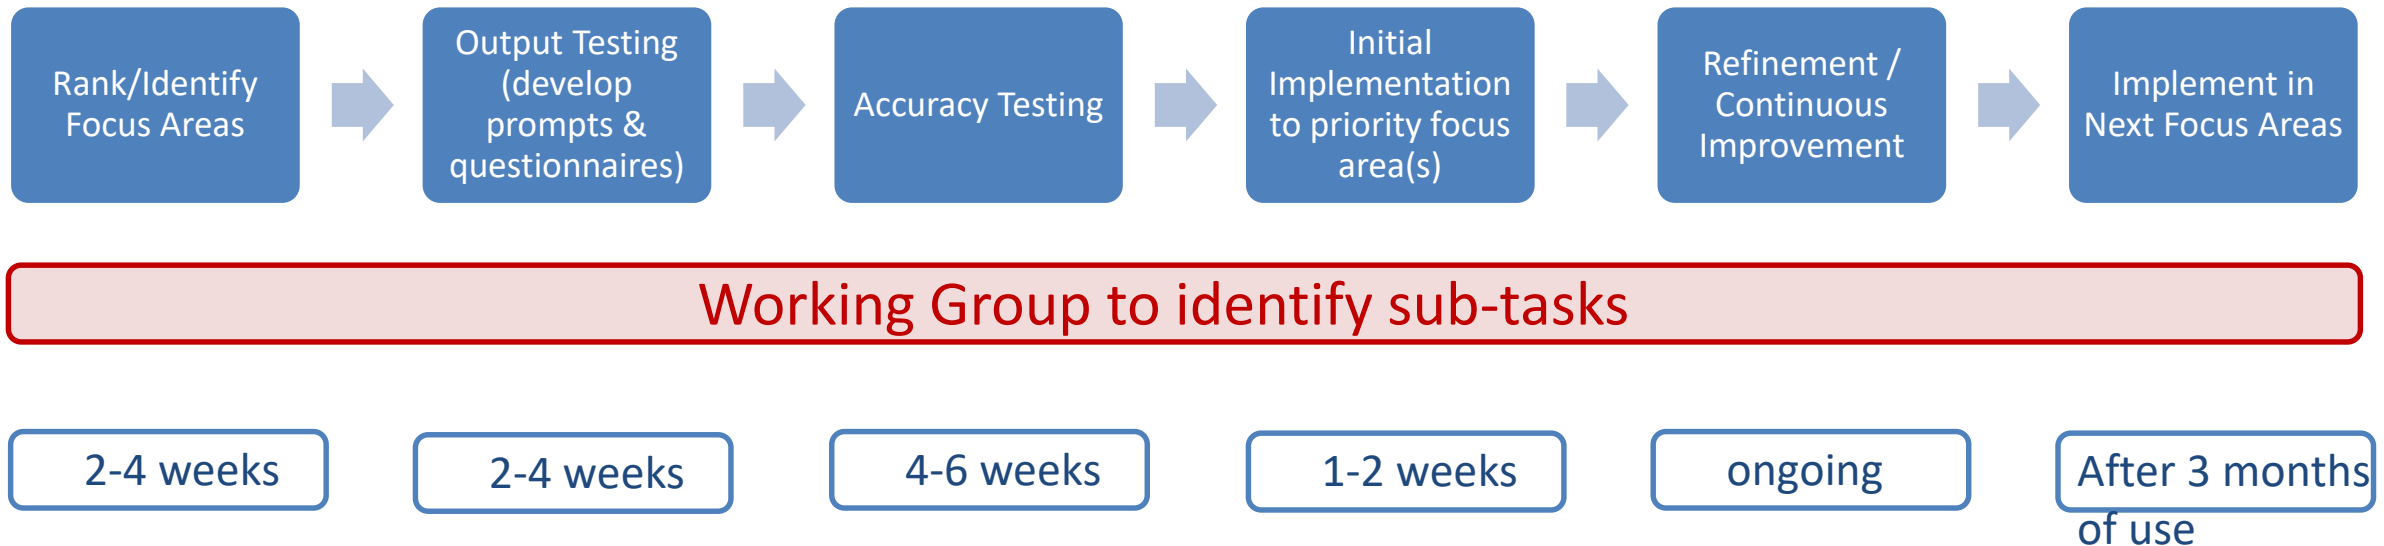 Rank/Identify
Focus Areas
Output Testing
(develop
prompts &
questionnaires)
Accuracy Testing
Initial
Implementation
to priority focus
area(s)
Refinement /
Continuous
Improvement
Implement in
Next Focus Areas
Working Group to identify sub-tasks
2-4 weeks
2-4 weeks
4-6 weeks
1-2 weeks
ongoing
After 3 months
of use